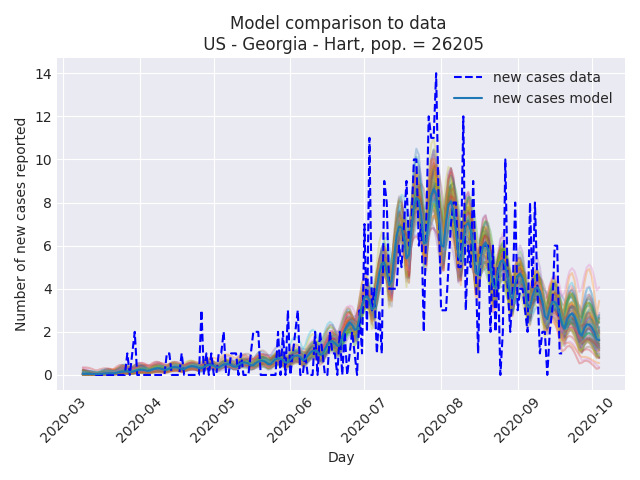 Model comparison to data
US - Georgia - Hart, pop. = 26205
new cases data
new cases model
Number of new cases reported
14
12
10
8
6
4
2
0
2020-03
2020-04
2020-05
2020-06
2020-07
2020-08
2020-09
2020-10
Day